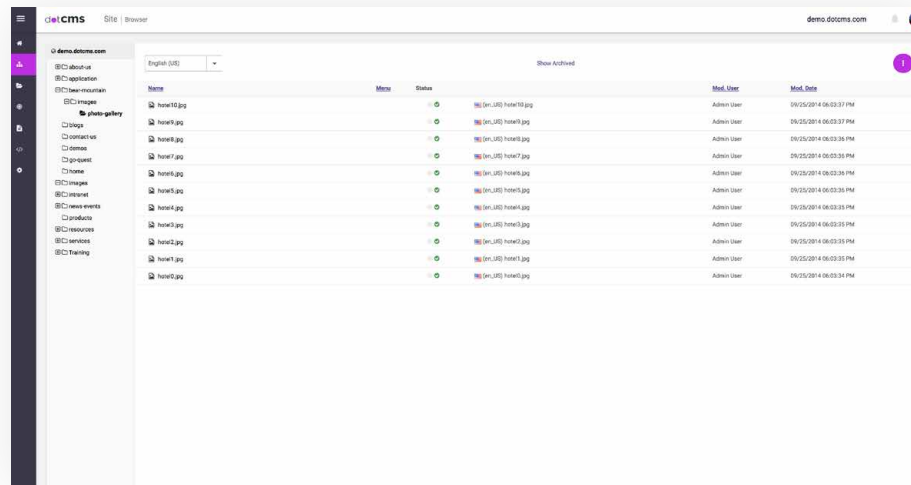 dotcms Site | Browser demo.dotcms.com
demo.dotcms.com
about-us
application
bear-mountain
images
photo-gallery
blogs
contact-us
demos
go-quest
home
images
intranet
news-events
products
resources
services
Training
English (US) Show Archived
Name Menu Status Mod. User Mod. Date
hotel10.jpg (en_US) hotel10.jpg Admin User 09/25/2014 06:03:37 PM
hotel9.jpg (en_US) hotel9.jpg Admin User 09/25/2014 06:03:37 PM
hotel8.jpg (en_US) hotel8.jpg Admin User 09/25/2014 06:03:36 PM
hotel7.jpg (en_US) hotel7.jpg Admin User 09/25/2014 06:03:36 PM
hotel6.jpg (en_US) hotel6.jpg Admin User 09/25/2014 06:03:36 PM
hotel5.jpg (en_US) hotel5.jpg Admin User 09/25/2014 06:03:36 PM
hotel4.jpg (en_US) hotel4.jpg Admin User 09/25/2014 06:03:35 PM
hotel3.jpg (en_US) hotel3.jpg Admin User 09/25/2014 06:03:35 PM
hotel2.jpg (en_US) hotel2.jpg Admin User 09/25/2014 06:03:35 PM
hotel1.jpg (en_US) hotel1.jpg Admin User 09/25/2014 06:03:35 PM
hotel0.jpg (en_US) hotel0.jpg Admin User 09/25/2014 06:03:34 PM